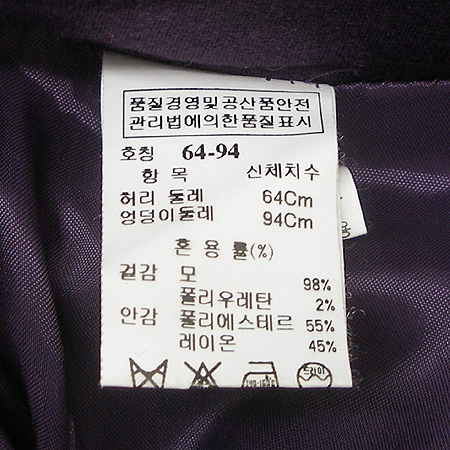 품질경영및공산품안전
관리법에의한품질표시
호칭 64-94
항 목 신체치수
허리 둘레 64Cm
엉덩이둘레 94Cm
혼 용 률(%)
겉감 모 98%
폴리우레탄 2%
안감 폴리에스테르 55%
레이온 45%
드라이
용